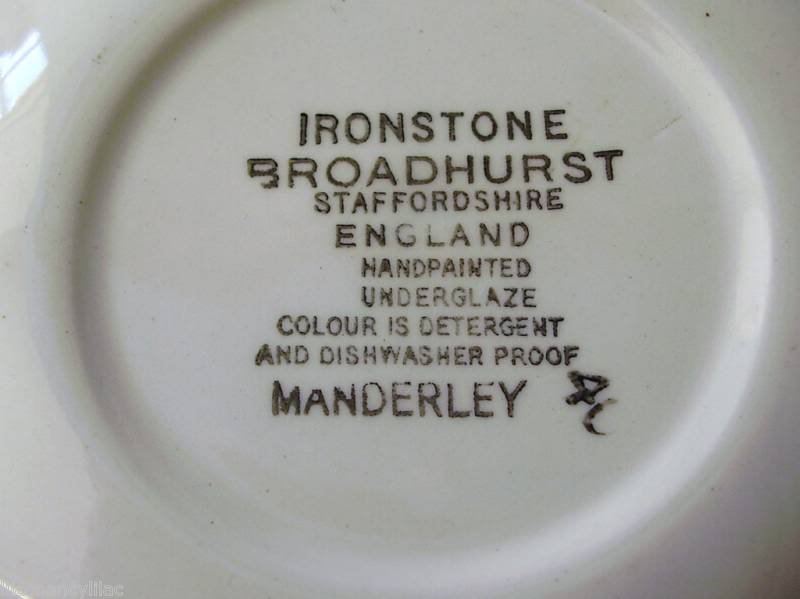 IRONSTONE
BROADHURST
STAFFORDSHIRE
ENGLAND
HANDPAINTED
UNDERGLAZE
COLOUR IS DETERGENT
AND DISHWASHER PROOF
MANDERLEY